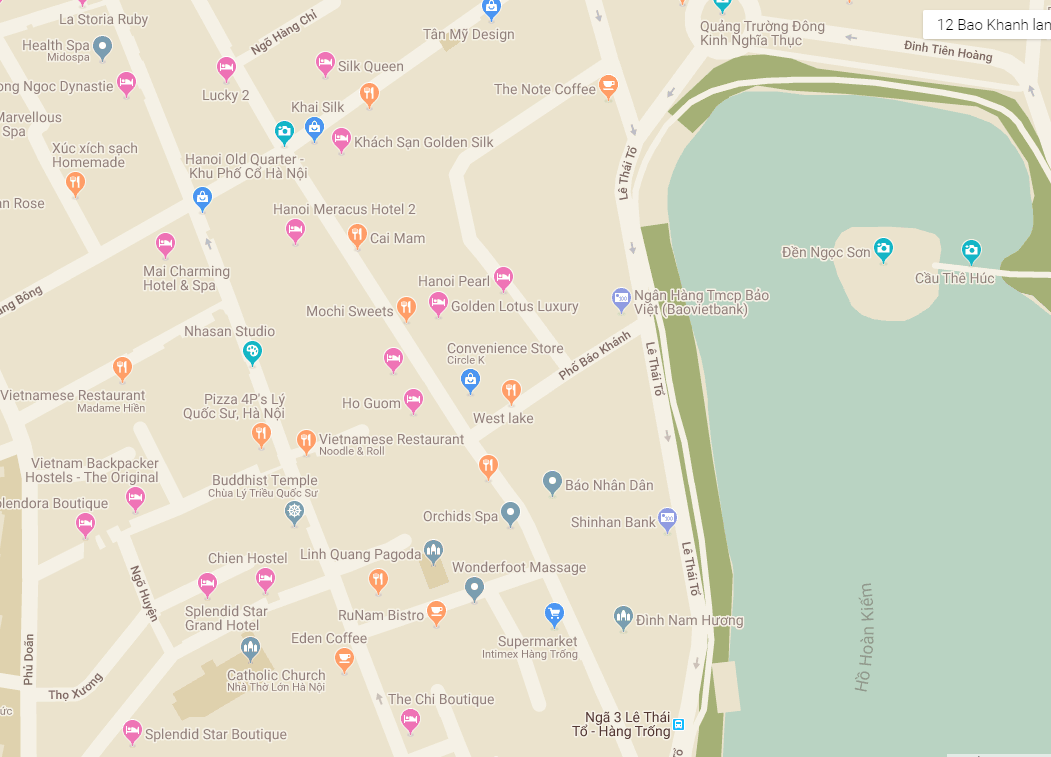 La Storia Ruby
Ngõ Hàng Chỉ
Tân Mỹ Design
Quảng Trường Đông
Kinh Nghĩa Thục
12 Bao Khanh lan
Đinh Tiên Hoàng
Health Spa
Midospa
Silk Queen
ong Ngoc Dynastie
Lucky 2
The Note Coffee
Khai Silk
Marvellous
Spa
Khách Sạn Golden Silk
Xúc xích sạch
Homemade
Hanoi Old Quarter -
Khu Phố Cổ Hà Nội
Lê Thái Tổ
an Rose
Hanoi Meracus Hotel 2
Cai Mam
Đền Ngọc Sơn
Cầu Thê Húc
Mai Charming
Hotel & Spa
Hanoi Pearl
ng Bông
Mochi Sweets
Golden Lotus Luxury
Ngân Hàng Tmcp Bảo
Việt (Baovietbank)
Nhasan Studio
Convenience Store
Circle K
Phố Báo Khánh
Lê Thái Tổ
Vietnamese Restaurant
Madame Hiền
Pizza 4P's Lý
Quốc Sư, Hà Nội
Ho Guom
West lake
Vietnamese Restaurant
Noodle & Roll
Vietnam Backpacker
Hostels - The Original
Buddhist Temple
Chùa Lý Triều Quốc Sư
Báo Nhân Dân
plendora Boutique
Orchids Spa
Shinhan Bank
Chien Hostel
Linh Quang Pagoda
Wonderfoot Massage
Lê Thái Tổ
Ngõ Huyện
Splendid Star
Grand Hotel
RuNam Bistro
Đình Nam Hương
Hồ Hoàn Kiếm
Phủ Doãn
Eden Coffee
Supermarket
Intimex Hàng Trống
Catholic Church
Nhà Thờ Lớn Hà Nội
Thọ Xương
The Chi Boutique
ức
Splendid Star Boutique
Ngã 3 Lê Thái
Tổ - Hàng Trống